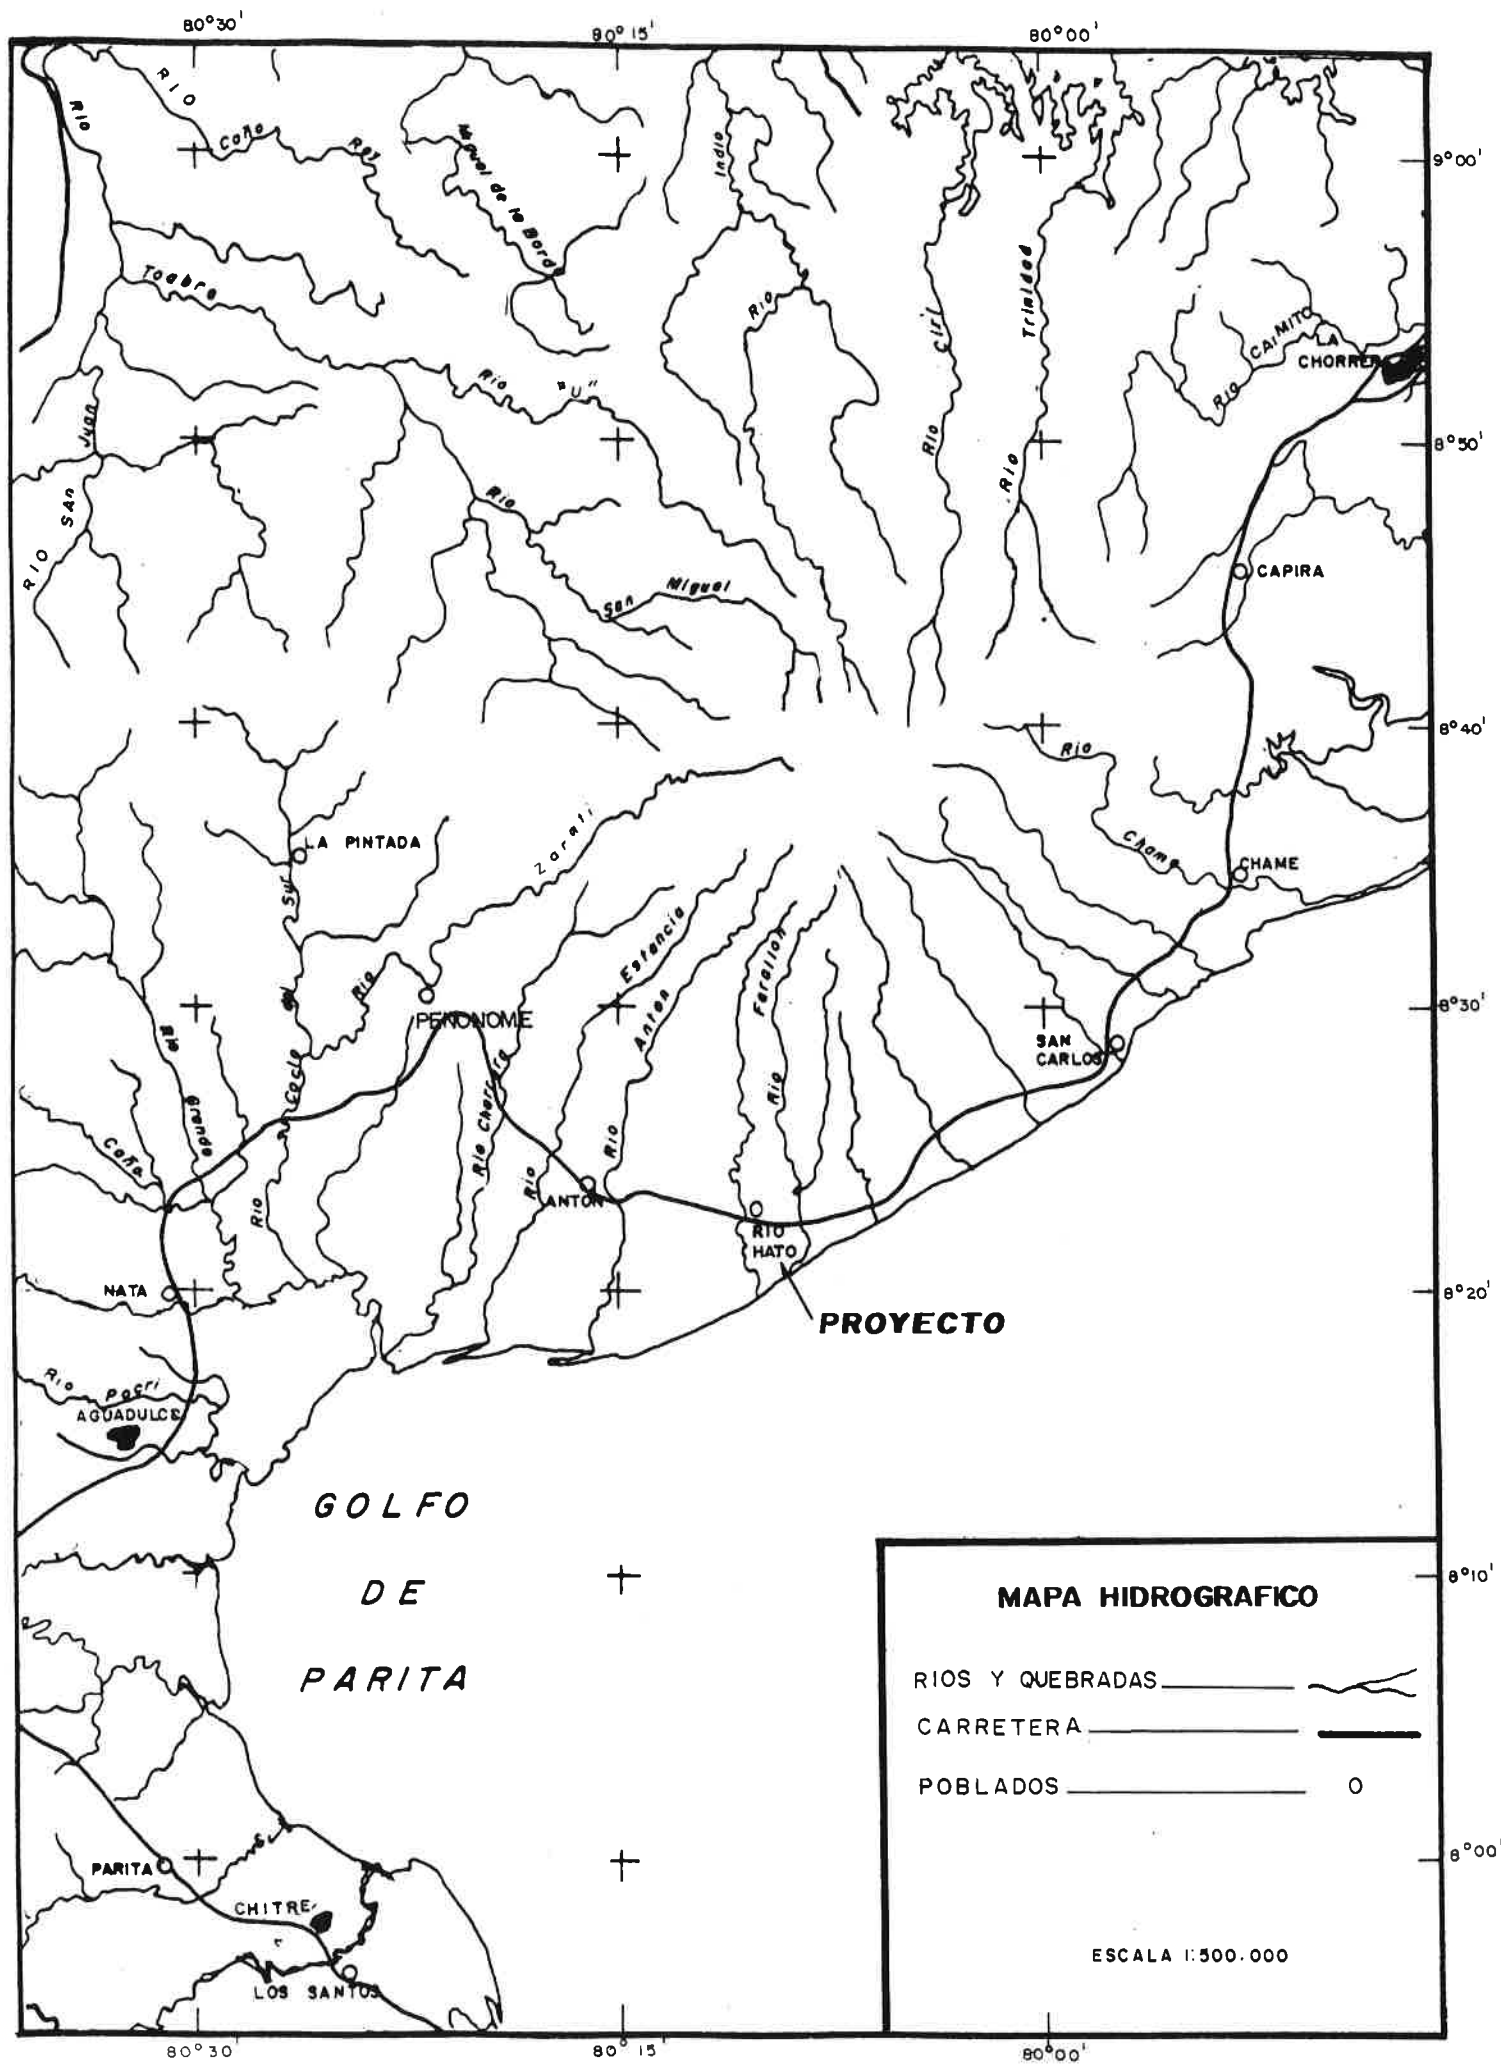 80°30'
80°15'
80°00'
RIO
Rio
Caño
Rey
Miguel de la Borda
Indio
9°00'
Toabre
Rio
Ciri
Trinidad
CAIMITO
LA
CHORRERA
Rio
"U"
Rio
Juan
SAN
RIO
Rio
Rio
Rio
8°50'
San Miguel
CAPIRA
8°40'
Rio
Chame
CHAME
LA PINTADA
Zarati
Sur
del
Cocle
Rio
Rio
Estancia
Anton
Rio
Farallon
Rio
PENONOME
8°30'
SAN
CARLOS
Rio
Grande
Caña
Rio Charcaro
Rio
ANTON
RIO
HATO
NATA
8°20'
PROYECTO
Rio Pocri
AGUADULCE
GOLFO
DE
PARITA
8°10'
MAPA HIDROGRAFICO
RIOS Y QUEBRADAS
CARRETERA
POBLADOS
8°00'
PARITA
CHITRE
LOS SANTOS
ESCALA 1:500.000
80°30'
80°15'
80°00'